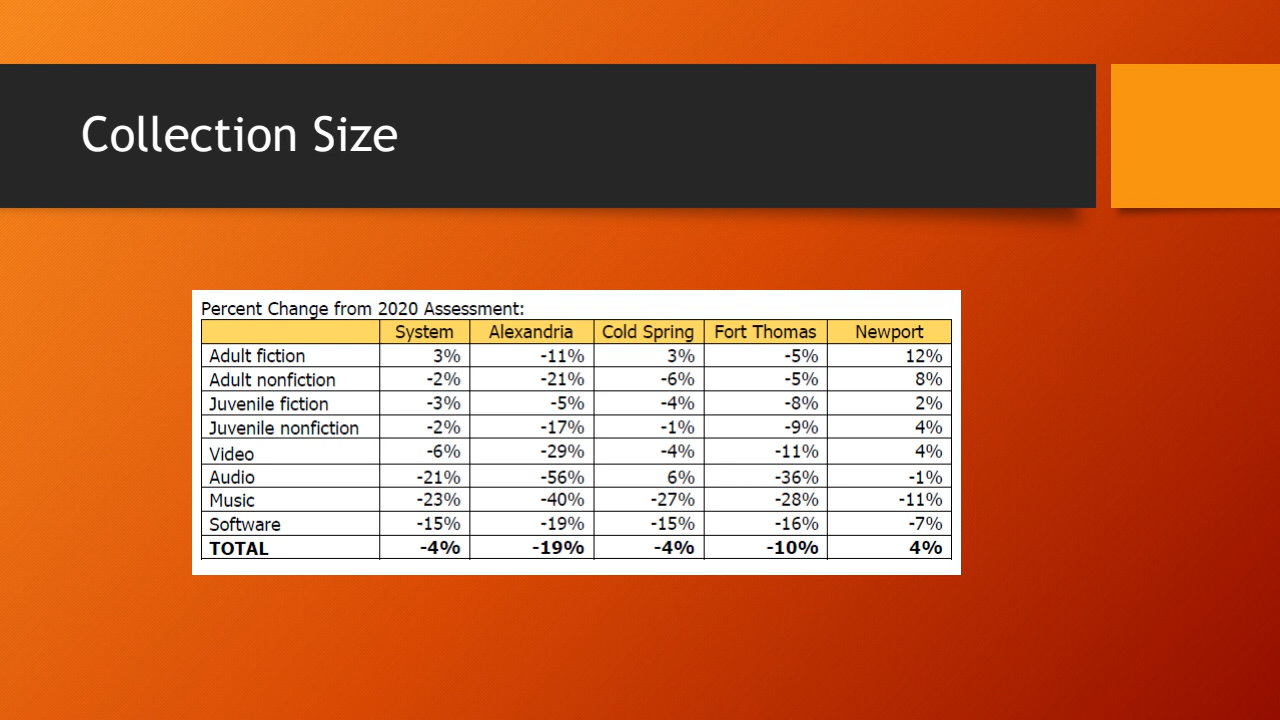 Collection Size
Percent Change from 2020 Assessment:
System Alexandria Cold Spring Fort Thomas Newport
Adult fiction 3% -11% 3% -5% 12%
Adult nonfiction -2% -21% -6% -5% 8%
Juvenile fiction -3% -5% -4% -8% 2%
Juvenile nonfiction -2% -17% -1% -9% 4%
Video -6% -29% -4% -11% 4%
Audio -21% -56% 6% -36% -1%
Music -23% -40% -27% -28% -11%
Software -15% -19% -15% -16% -7%
TOTAL -4% -19% -4% -10% 4%